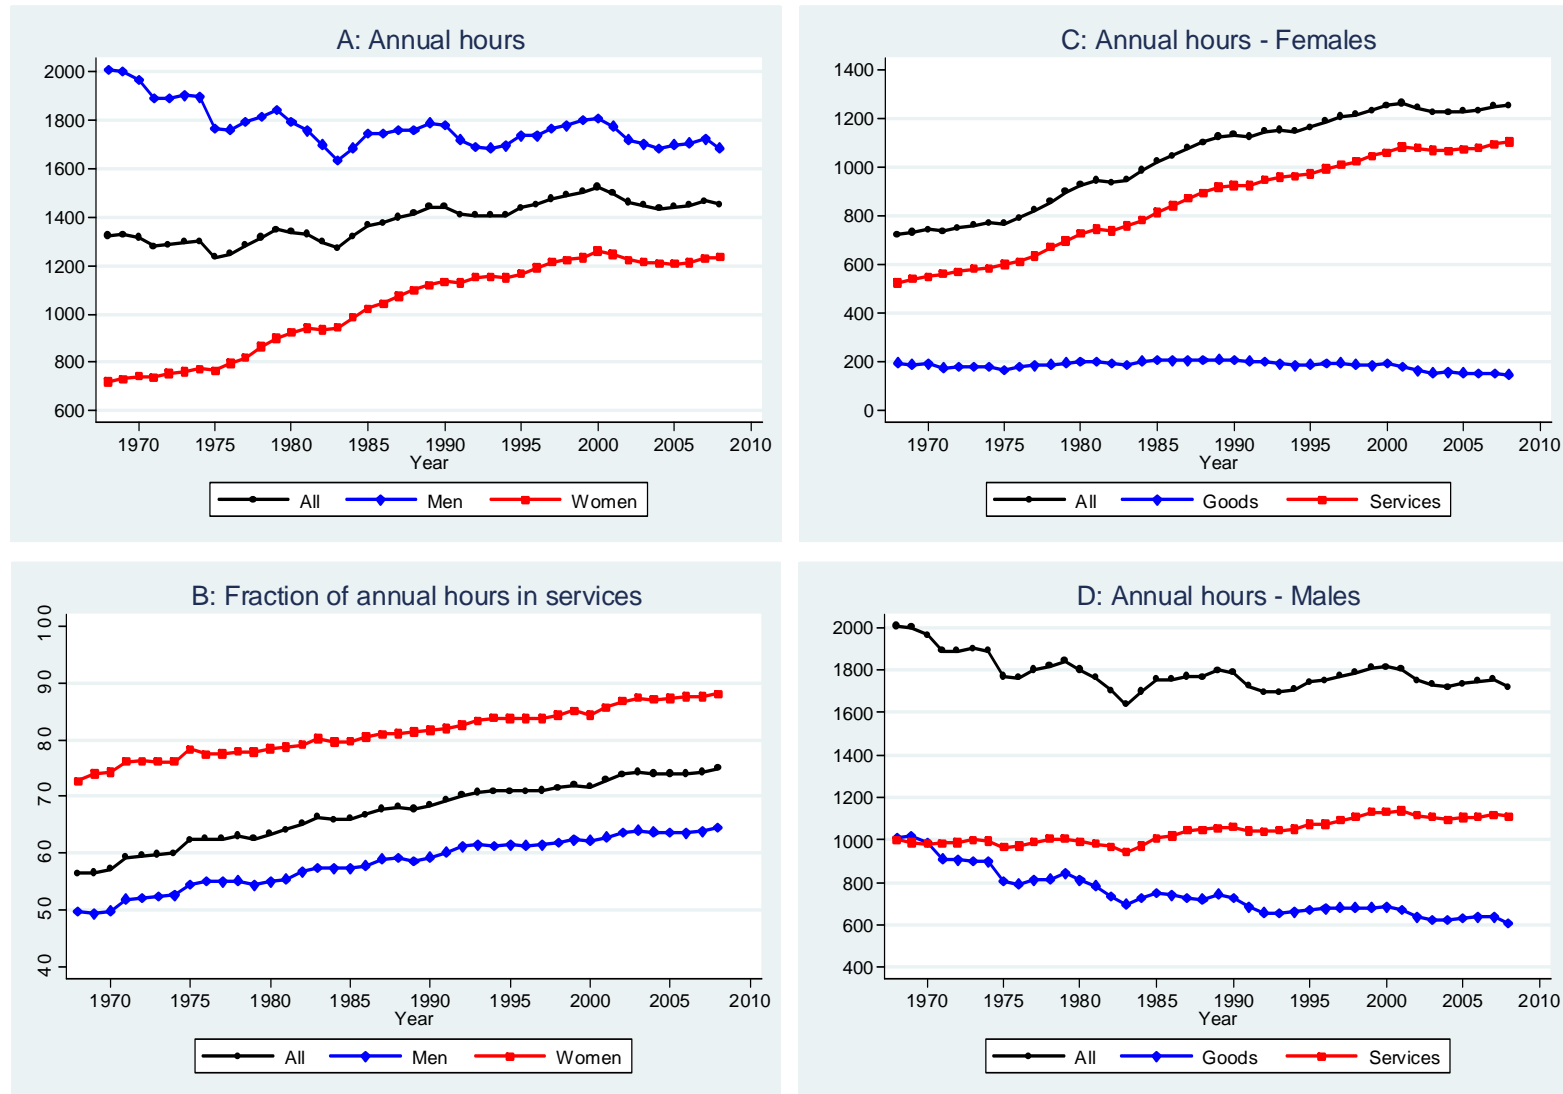 A: Annual hours
2000
1800
1600
1400
1200
1000
800
600
1970 1975 1980 1985 1990 1995 2000 2005 2010
Year
All Men Women
C: Annual hours - Females
1400
1200
1000
800
600
400
200
0
1970 1975 1980 1985 1990 1995 2000 2005 2010
Year
All Goods Services
B: Fraction of annual hours in services
100
90
80
70
60
50
40
1970 1975 1980 1985 1990 1995 2000 2005 2010
Year
All Men Women
D: Annual hours - Males
2000
1800
1600
1400
1200
1000
800
600
400
1970 1975 1980 1985 1990 1995 2000 2005 2010
Year
All Goods Services